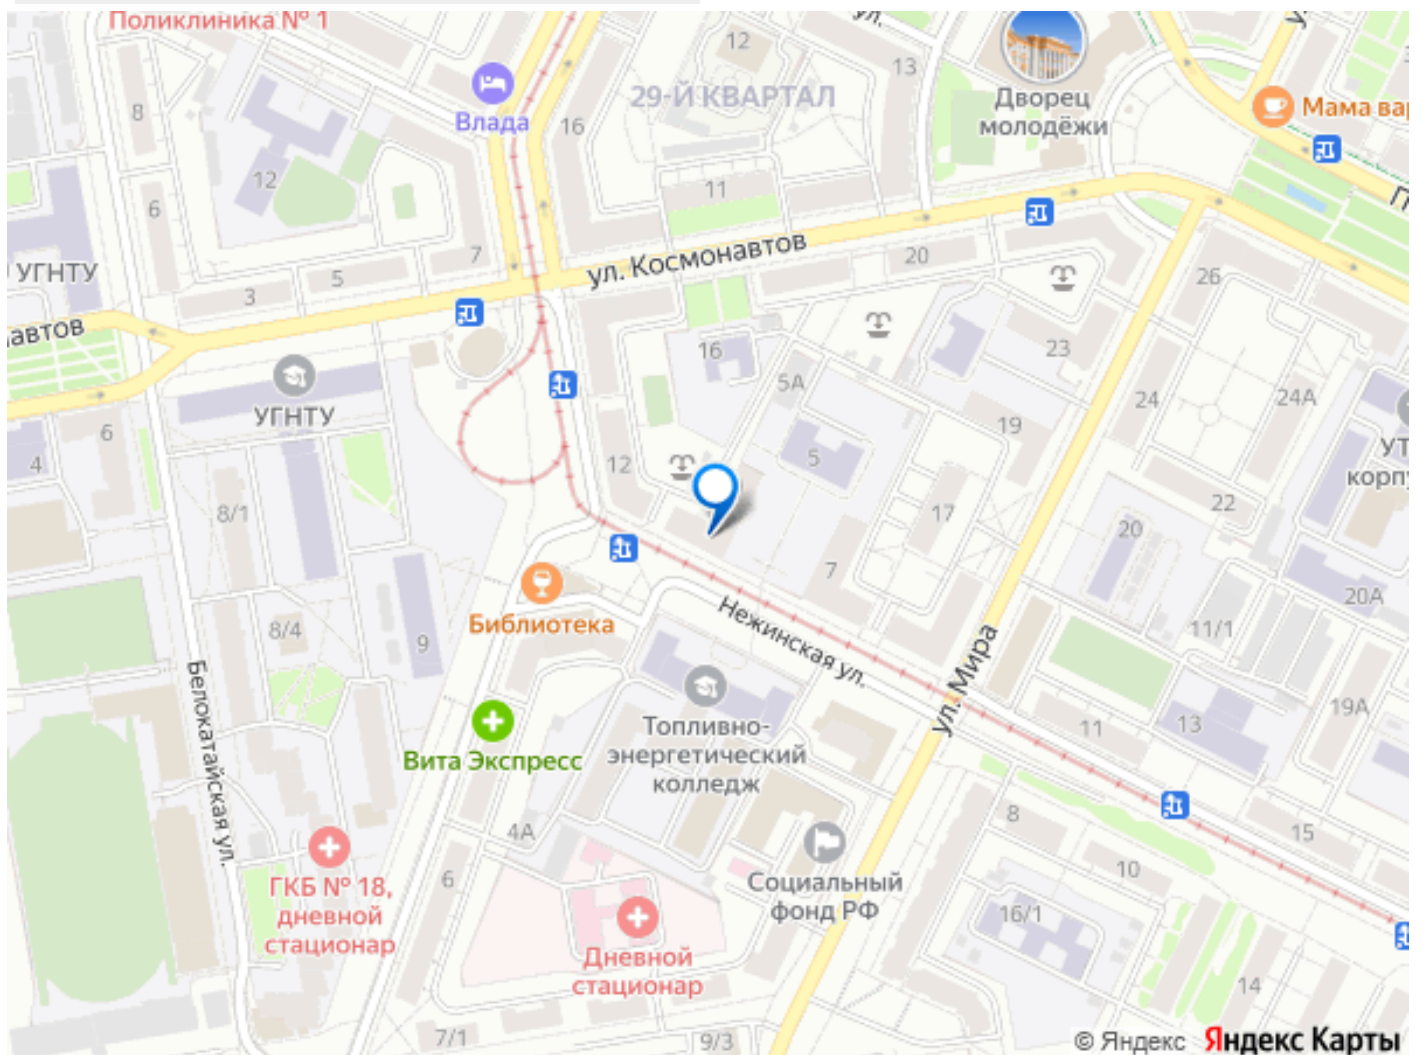 Поликлиника № 1
ул.
12
13
29-Й КВАРТАЛ
Дворец
молодёжи
Мама вар
8
Влада
16
12
6
11
7
5
3
УГНТУ
ул. Космонавтов
20
26
навтов
16
5А
23
24
24А
УГНТУ
6
4
12
5
19
УТ
корпу
8/1
17
22
20
7
20А
Библиотека
Нежинская ул.
8/4
9
11/1
Белокатайская ул.
ул. Мира
19А
11
13
Топливно-
энергетический
колледж
Вита Экспресс
4А
8
15
6
10
ГКБ № 18,
дневной
стационар
Социальный
фонд РФ
16/1
Дневной
стационар
14
7/1
9/3
© Яндекс Яндекс Карты